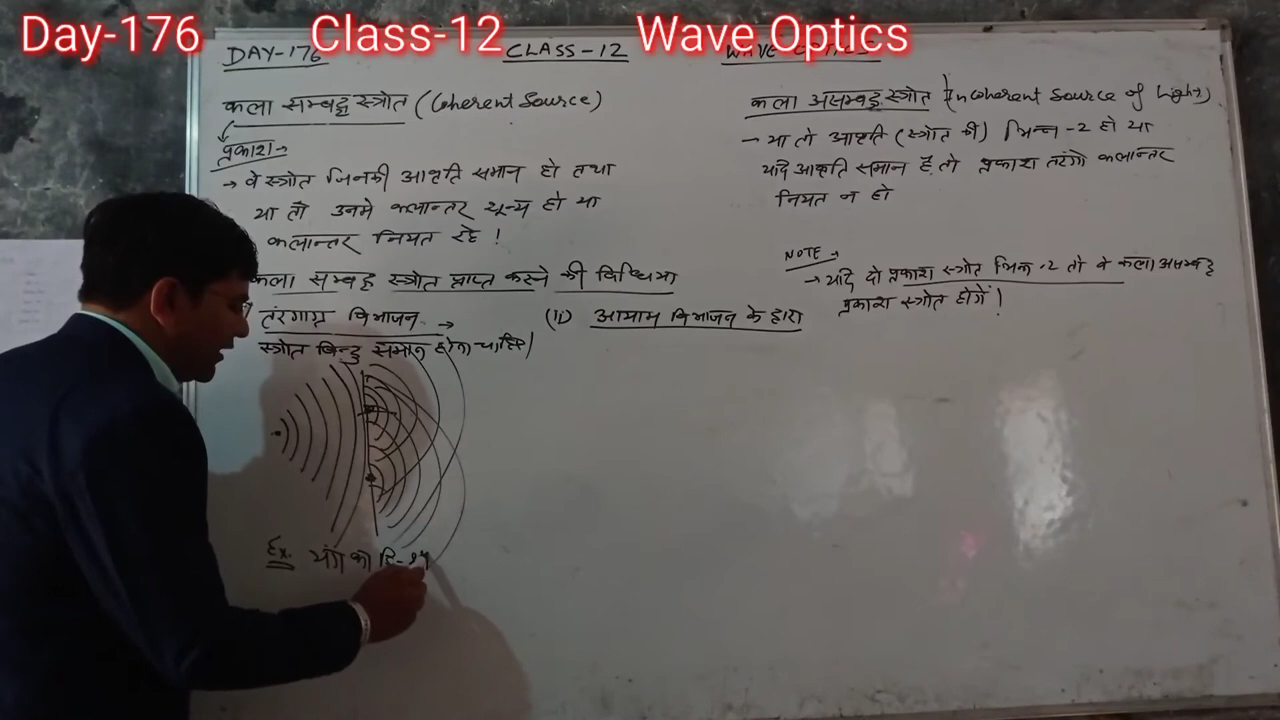 Day-176 Class-12 Wave Optics
DAY-176 CLASS-12 WAVE OPTICS
कला सम्बद्ध स्त्रोत (Coherent Source)
प्रकाश→
→ वे स्त्रोत जिनकी आवृति समान हो तथा
या तो उनमे कलान्तर शून्य हो या
कलान्तर नियत रहे !
कला असम्बद्ध स्त्रोत (Incoherent Source of Light)
– या तो आवृति (स्त्रोत की) भिन्न-2 हो या
यदि आवृति समान है तो प्रकाश तरंगो कलान्तर
नियत न हो
कला सम्बद्ध स्त्रोत प्राप्त करने की विधिया
तंरगाग्र विभाजन →
स्त्रोत बिन्दु समान होना चाहिए/
(ii) आयाम विभाजन के द्वारा
NOTE →
→ यदि दो प्रकाश स्त्रोत भिन्न-2 तो वे कला असम्बद्ध
प्रकाश स्त्रोत होगें !
Ex. यंग का द्वि-